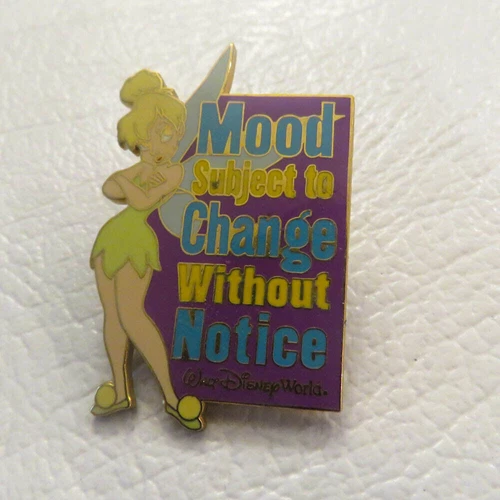 Mood
Subject to
Change
Without
Notice
Walt Disney World.